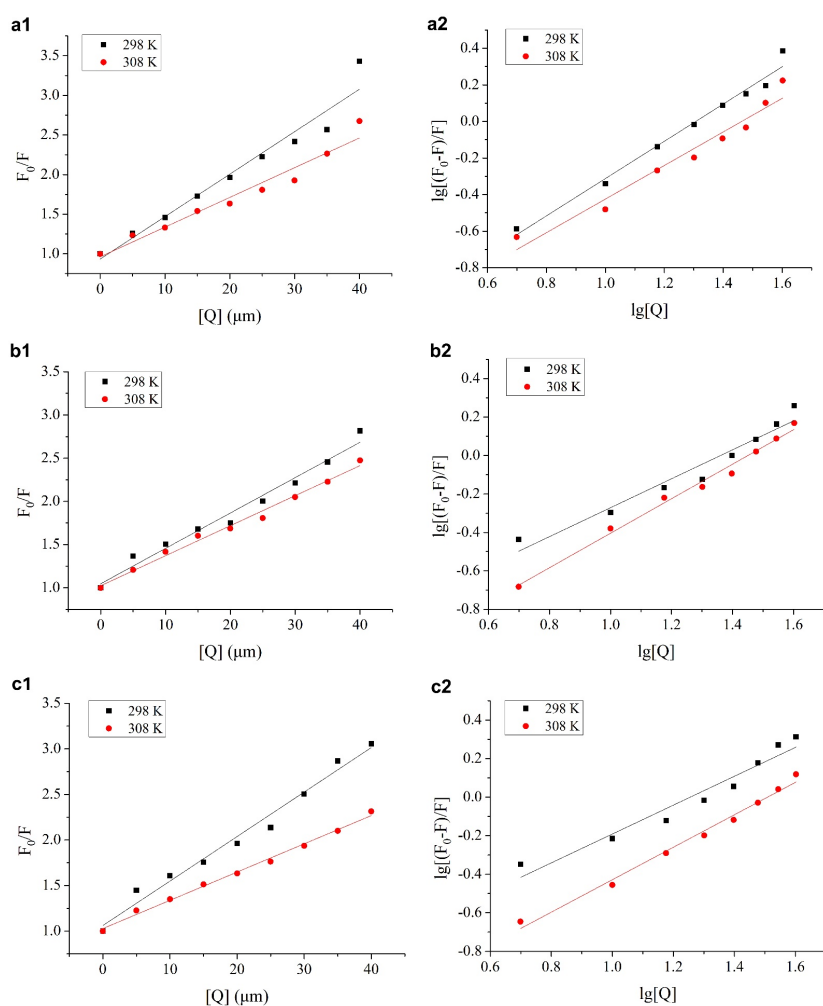 a1
298 K
308 K
3.5
3.0
2.5
2.0
1.5
1.0
F₀/F
0 10 20 30 40
[Q] (μm)
a2
298 K
308 K
0.4
0.2
0.0
-0.2
-0.4
-0.6
-0.8
lg[(F₀-F)/F]
0.6 0.8 1.0 1.2 1.4 1.6
lg[Q]
b1
298 K
308 K
3.5
3.0
2.5
2.0
1.5
1.0
F₀/F
0 10 20 30 40
[Q] (μm)
b2
298 K
308 K
0.4
0.2
0.0
-0.2
-0.4
-0.6
-0.8
lg[(F₀-F)/F]
0.6 0.8 1.0 1.2 1.4 1.6
lg[Q]
c1
298 K
308 K
3.5
3.0
2.5
2.0
1.5
1.0
F₀/F
0 10 20 30 40
[Q] (μm)
c2
298 K
308 K
0.4
0.2
0.0
-0.2
-0.4
-0.6
-0.8
lg[(F₀-F)/F]
0.6 0.8 1.0 1.2 1.4 1.6
lg[Q]